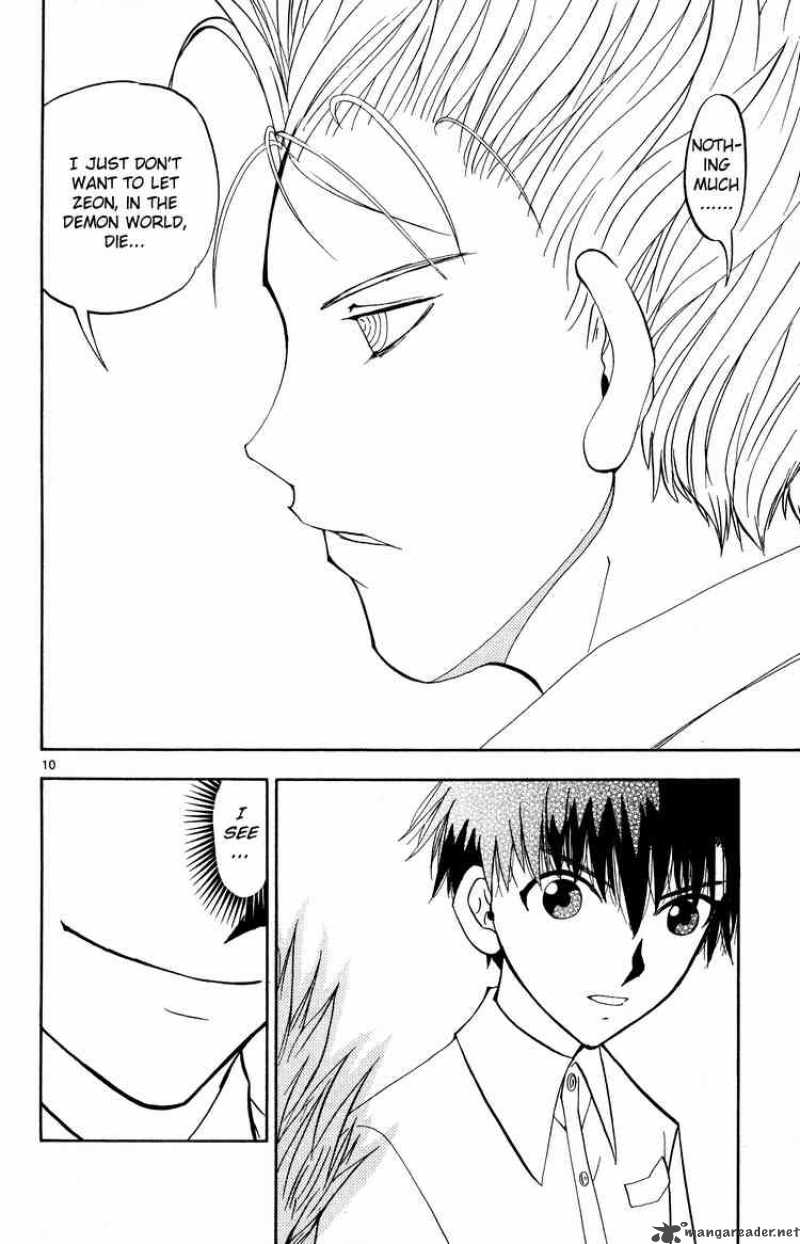 NOTH-
ING
MUCH
......
I JUST DON'T
WANT TO LET
ZEON, IN THE
DEMON WORLD,
DIE...
10
I
SEE
...
mangareader.net